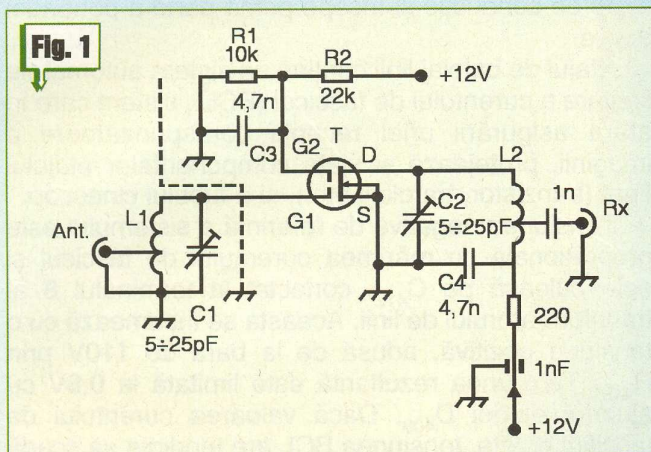 Fig. 1
R1
10k
R2
22k
+12V
4,7n
C3
G2
D
G1
S
L2
C2
5÷25pF
1n
Rx
Ant.
L1
C1
5÷25pF
C4
4,7n
220
1nF
+12V